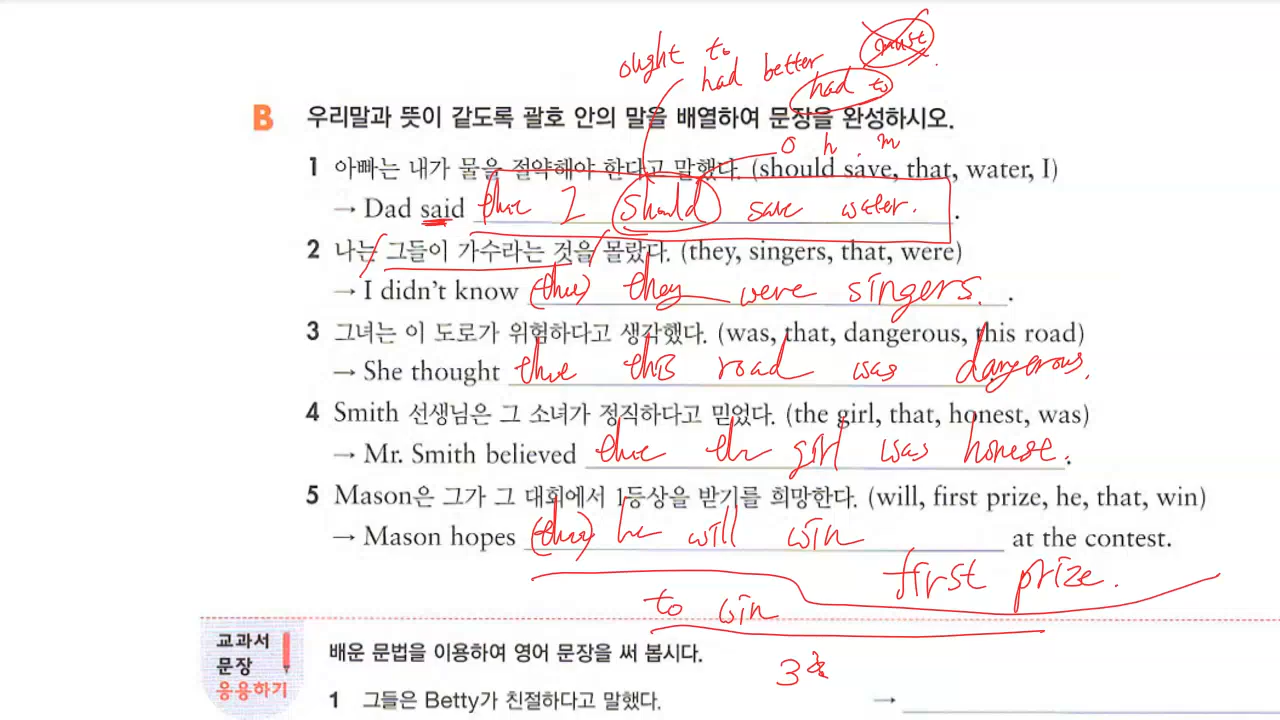 ought to
had better must
had to
B 우리말과 뜻이 같도록 괄호 안의 말을 배열하여 문장을 완성하시오.
o h m
1 아빠는 내가 물을 절약해야 한다고 말했다. (should save, that, water, I)
→ Dad said that I should save water. .
2 나는 그들이 가수라는 것을 몰랐다. (they, singers, that, were)
→ I didn't know (that) they were singers. .
3 그녀는 이 도로가 위험하다고 생각했다. (was, that, dangerous, this road)
→ She thought that this road was dangerous.
4 Smith 선생님은 그 소녀가 정직하다고 믿었다. (the girl, that, honest, was)
→ Mr. Smith believed that the girl was honest. .
5 Mason은 그가 그 대회에서 1등상을 받기를 희망한다. (will, first prize, he, that, win)
→ Mason hopes (that) he will win at the contest.
first prize.
to win
교과서
문장
응용하기
배운 문법을 이용하여 영어 문장을 써 봅시다.
1 그들은 Betty가 친절하다고 말했다. →